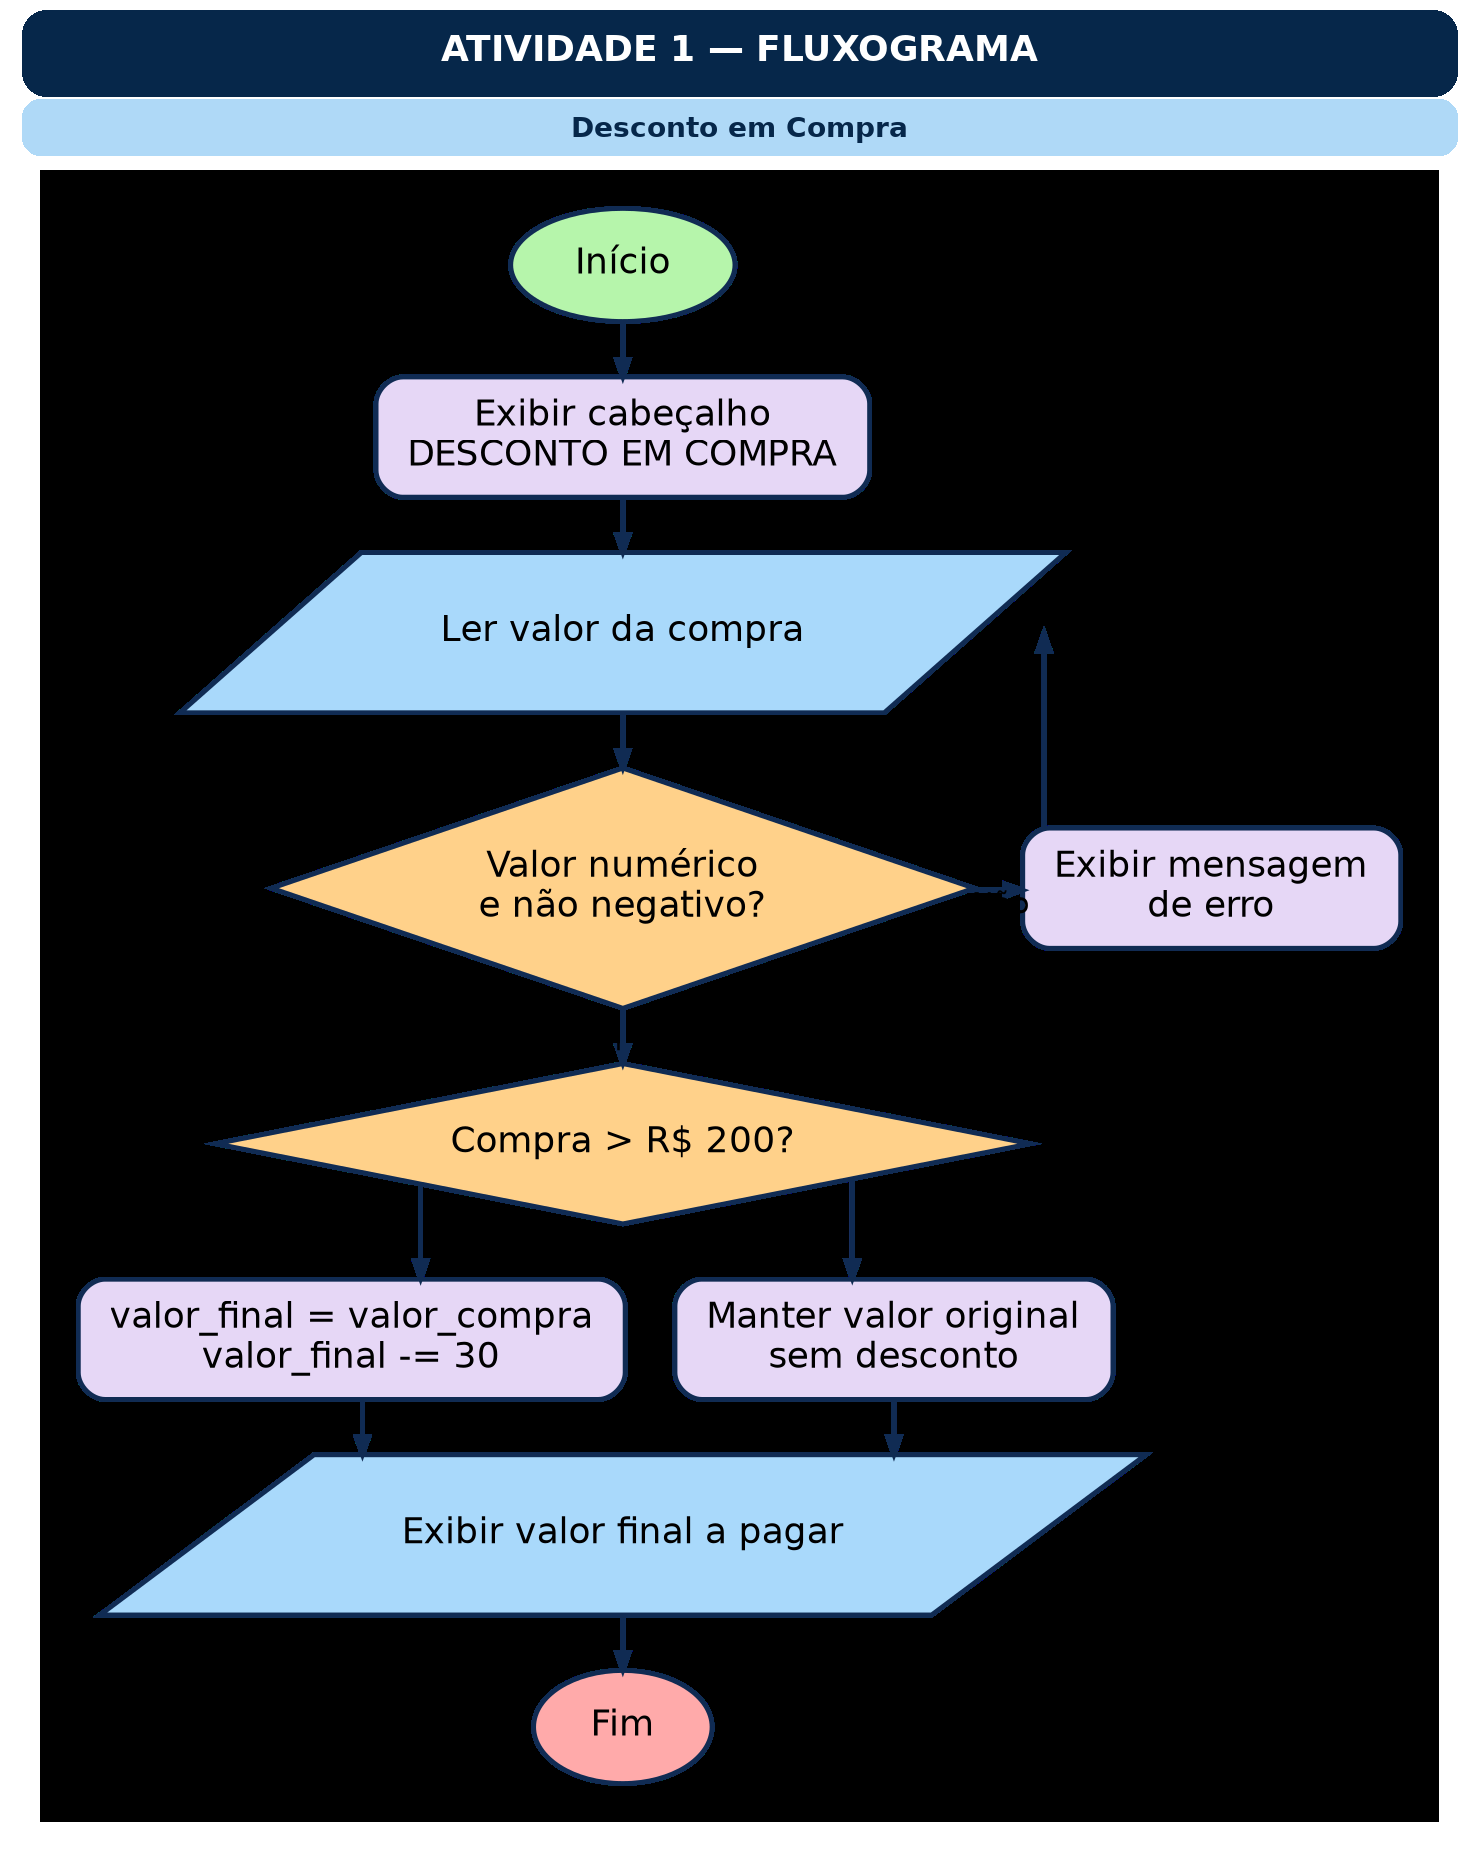 ATIVIDADE 1 — FLUXOGRAMA
Desconto em Compra
Início
Exibir cabeçalho
DESCONTO EM COMPRA
Ler valor da compra
Valor numérico
e não negativo?
Exibir mensagem
de erro
Compra > R$ 200?
valor_final = valor_compra
valor_final -= 30
Manter valor original
sem desconto
Exibir valor final a pagar
Fim